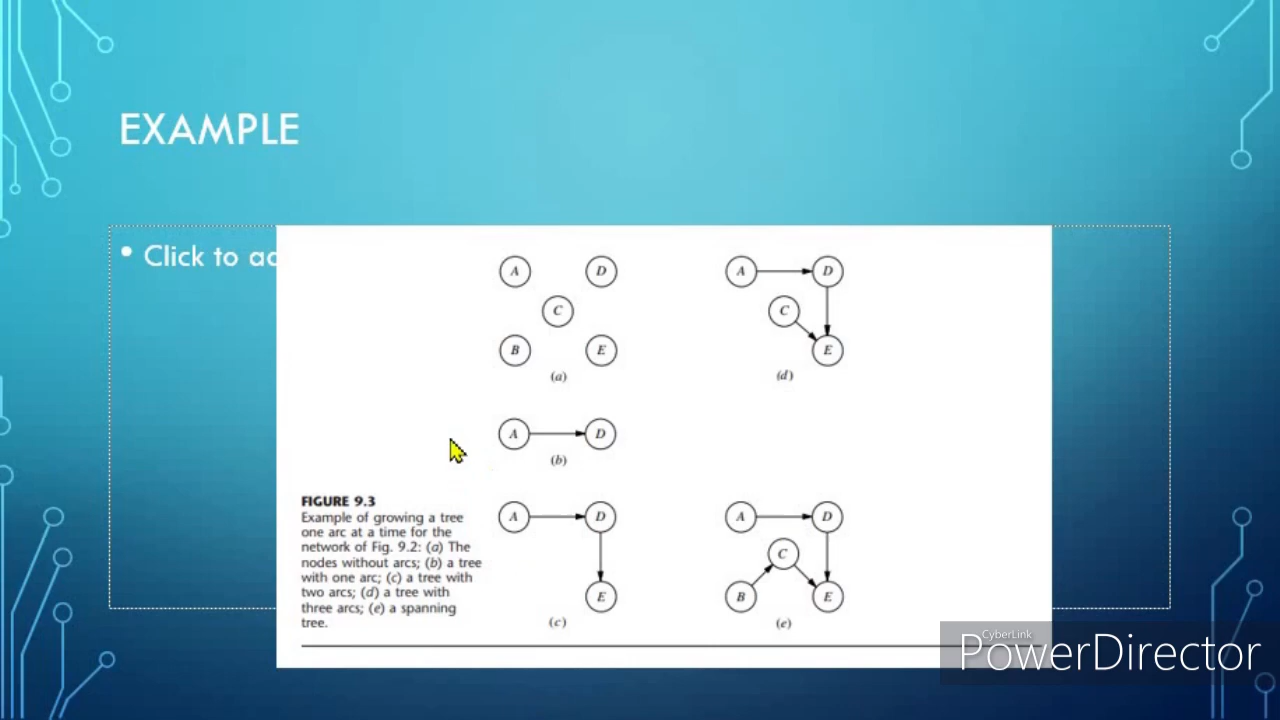 EXAMPLE
• Click to ad
A D
C
B E
(a)
A D
C
E
(d)
A D
(b)
FIGURE 9.3
Example of growing a tree
one arc at a time for the
network of Fig. 9.2: (a) The
nodes without arcs; (b) a tree
with one arc; (c) a tree with
two arcs; (d) a tree with
three arcs; (e) a spanning
tree.
A D
E
(c)
A D
C
B E
(e)
CyberLink
PowerDirector